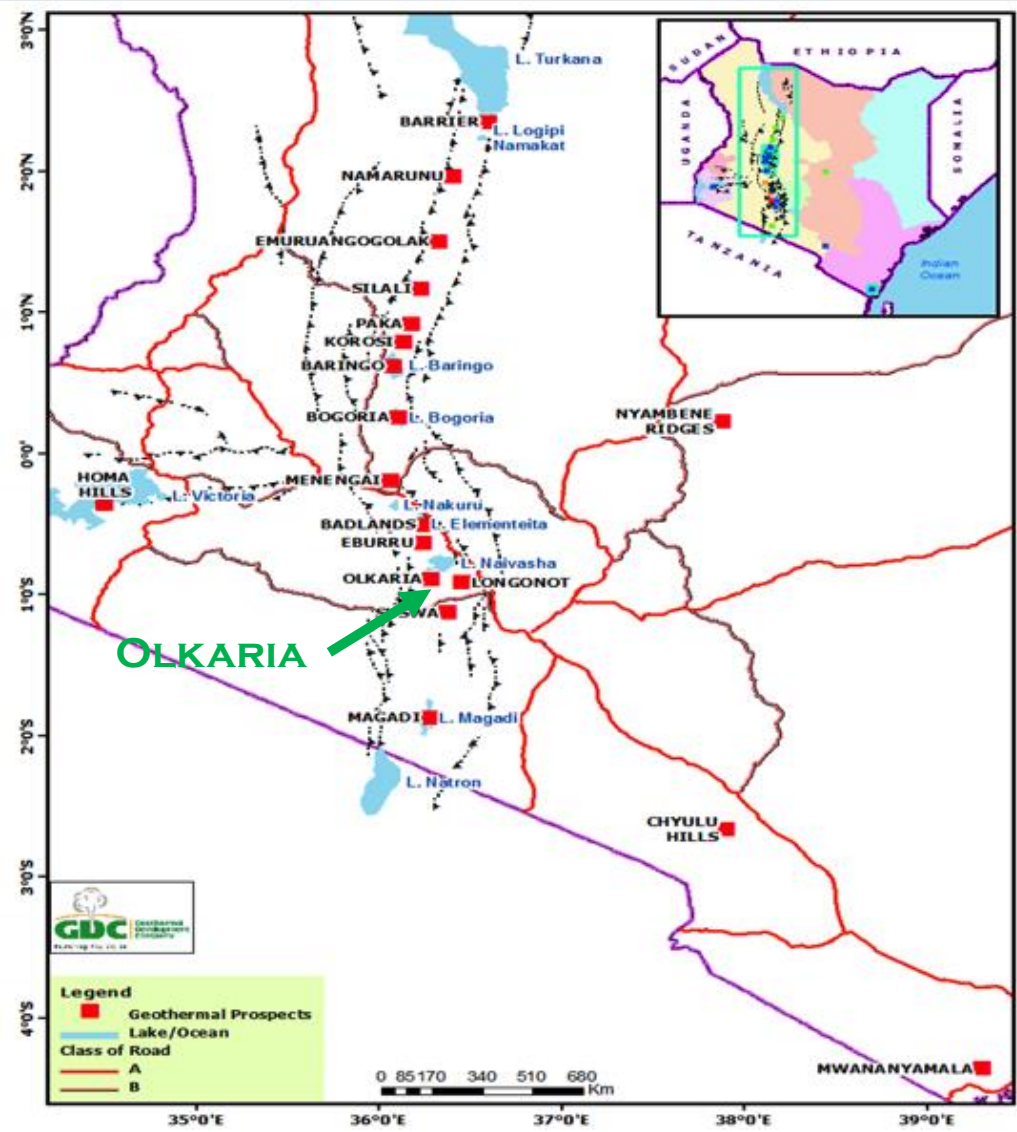 3°0'N
2°0'N
1°0'N
0°0'
1°0'S
2°0'S
3°0'S
4°0'S
L. Turkana
BARRIER
L. Logipi
Namakat
NAMARUNU
EMURUANGOGOLAK
SILALI
PAKA
KOROSI
BARINGO
L. Baringo
BOGORIA
L. Bogoria
NYAMBENE
RIDGES
HOMA
HILLS
L. Victoria
MENENGAI
L. Nakuru
BADLANDS
L. Elementeita
EBURRU
L. Naivasha
OLKARIA
LONGONOT
SWA
OLKARIA
MAGADI
L. Magadi
L. Natron
CHYULU
HILLS
MWANANYAMALA
SUDAN
ETHIOPIA
UGANDA
SOMALIA
TANZANIA
Indian
Ocean
GDC
Geothermal
Development
Company
Legend
Geothermal Prospects
Lake/Ocean
Class of Road
A
B
0 85 170 340 510 680
Km
35°0'E
36°0'E
37°0'E
38°0'E
39°0'E